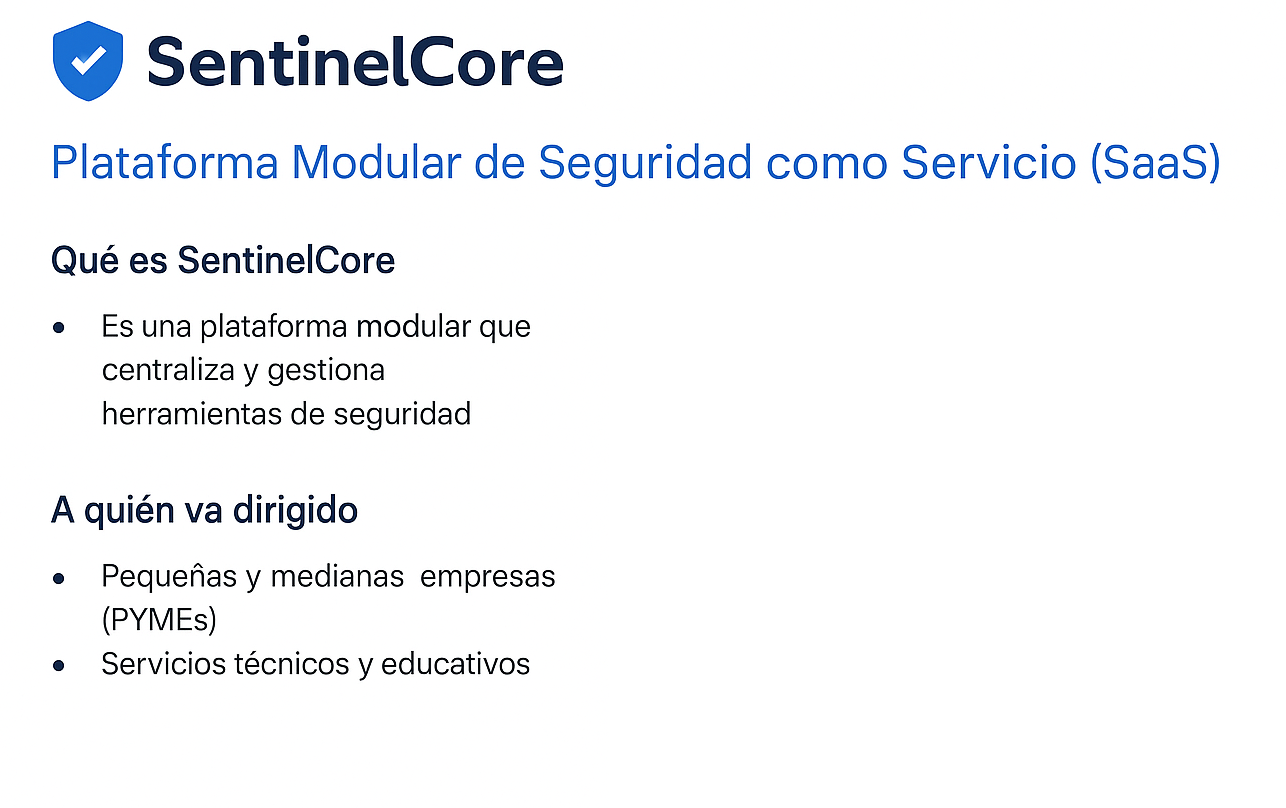 SentinelCore
Plataforma Modular de Seguridad como Servicio (SaaS)
Qué es SentinelCore
• Es una plataforma modular que
centraliza y gestiona
herramientas de seguridad
A quién va dirigido
• Pequeñas y medianas empresas
(PYMEs)
• Servicios técnicos y educativos